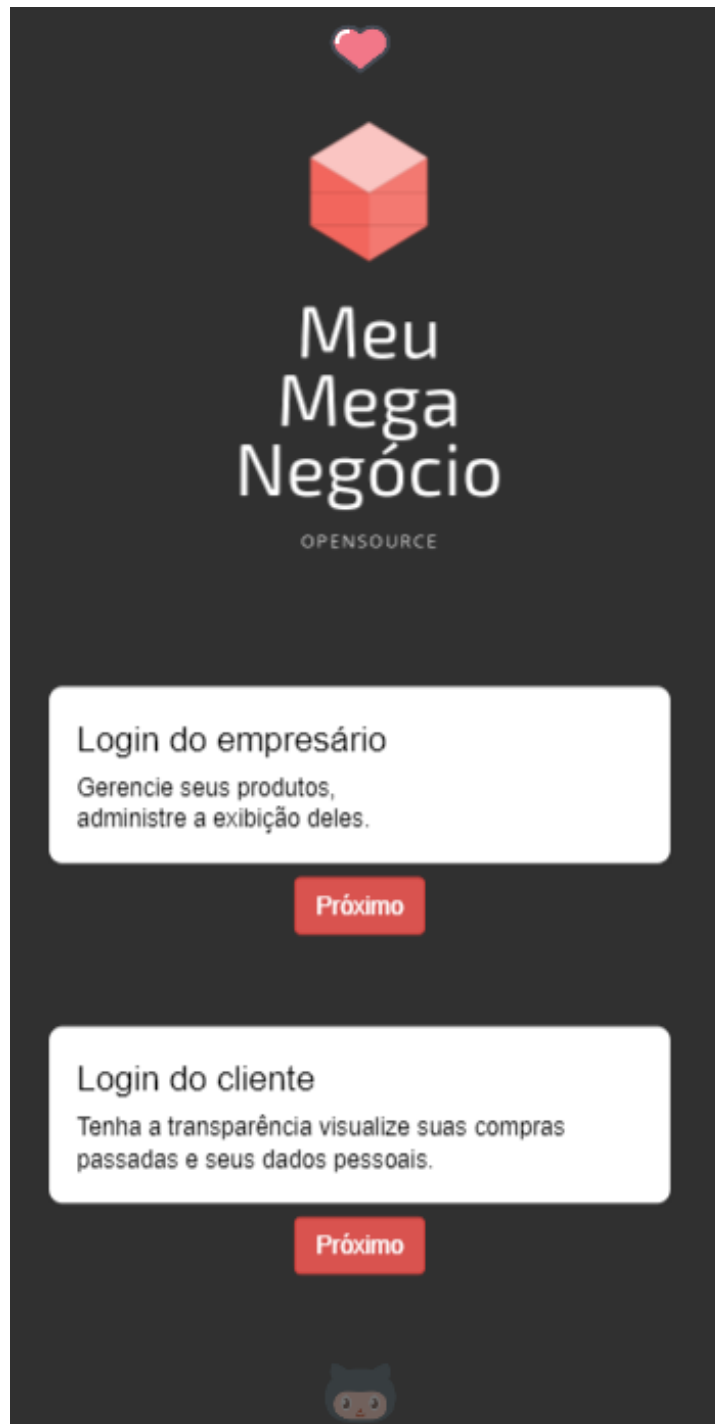 Meu
Mega
Negócio
OPENSOURCE
Login do empresário
Gerencie seus produtos,
administre a exibição deles.
Próximo
Login do cliente
Tenha a transparência visualize suas compras
passadas e seus dados pessoais.
Próximo